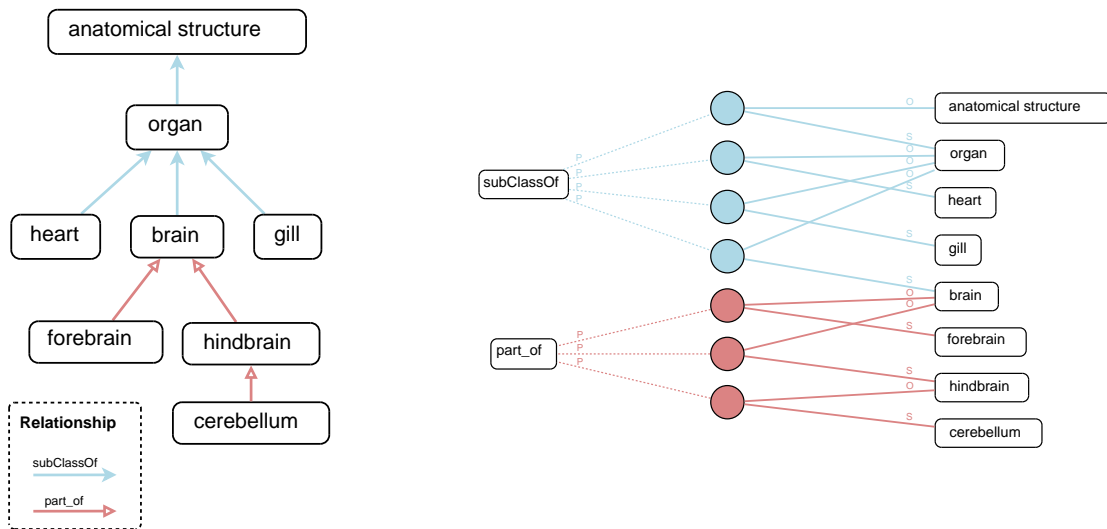 anatomical structure
organ
heart
brain
gill
forebrain
hindbrain
cerebellum
Relationship
subClassOf
part_of
subClassOf
part_of
P
P
P
P
P
P
P
O
S
O
O
O
S
S
S
O
O
S
S
O
S
anatomical structure
organ
heart
gill
brain
forebrain
hindbrain
cerebellum